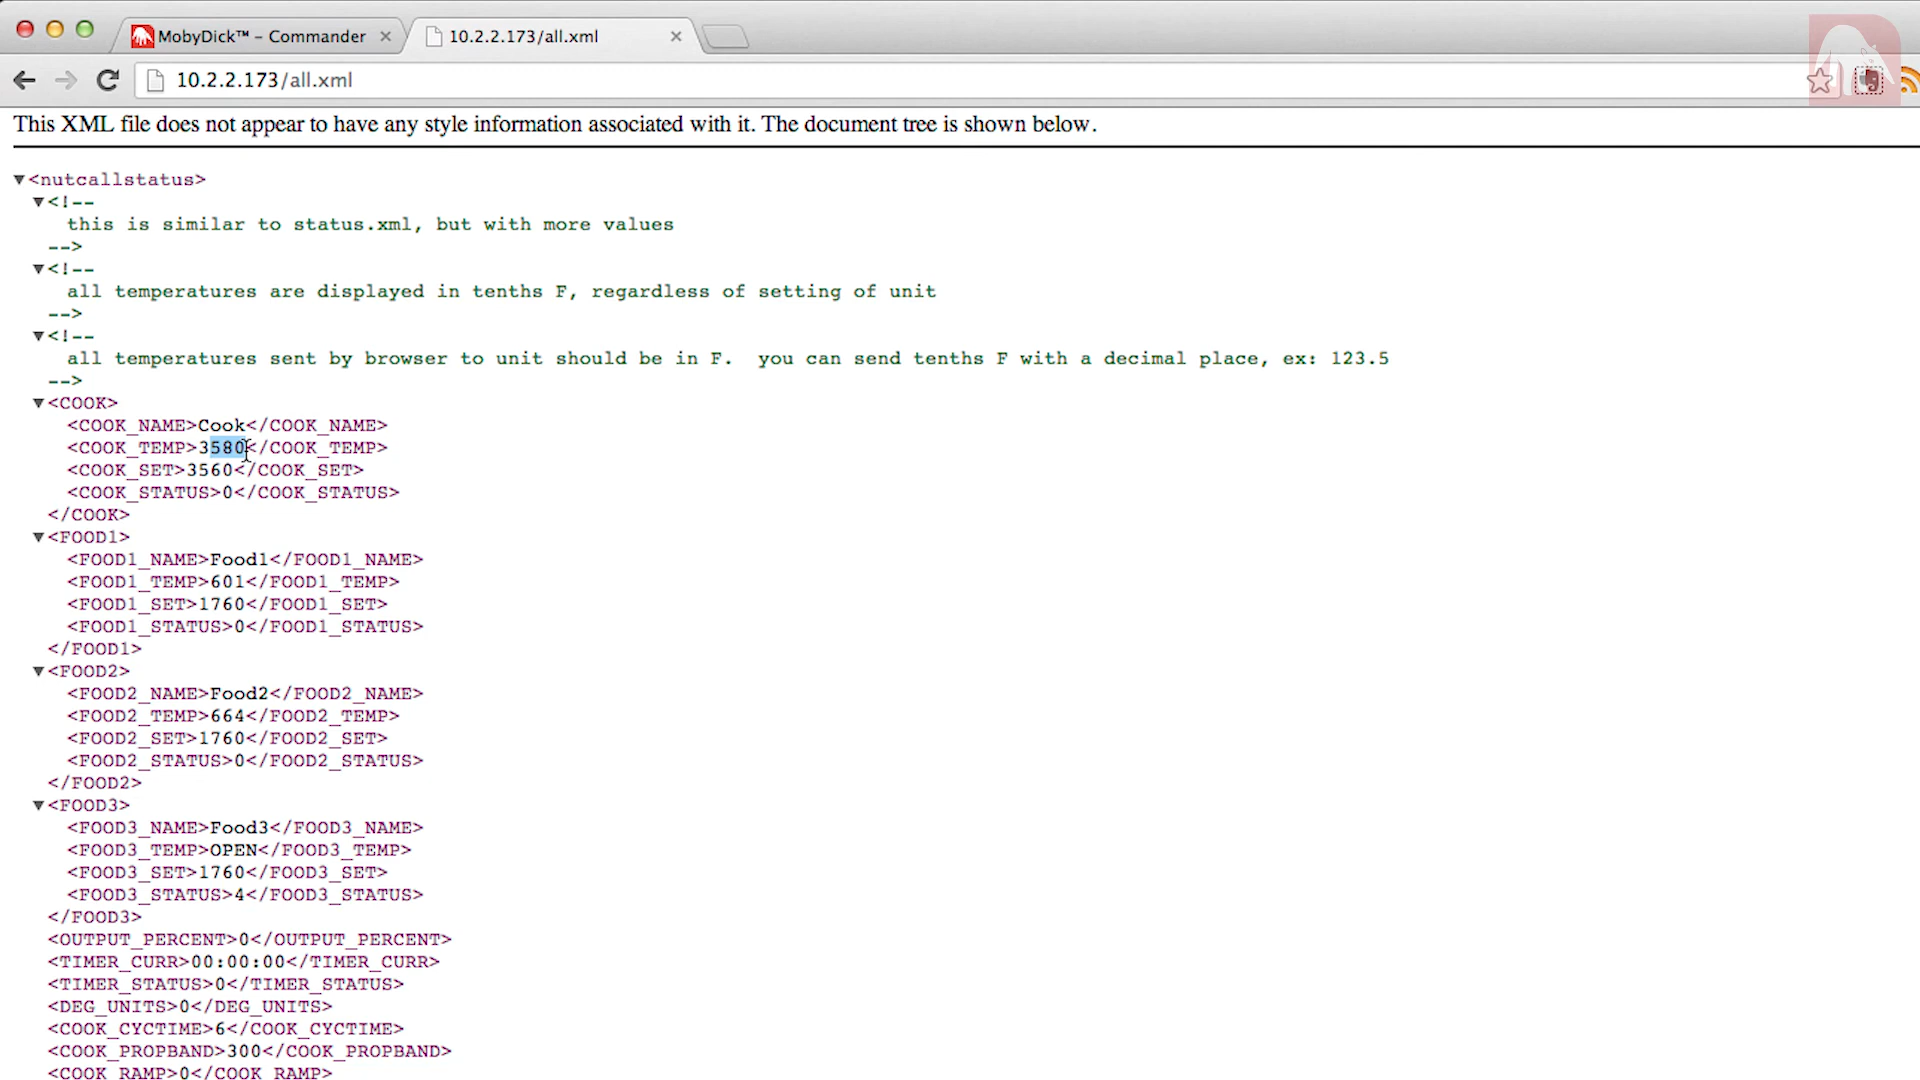 MobyDick™ – Commander
10.2.2.173/all.xml
10.2.2.173/all.xml
This XML file does not appear to have any style information associated with it. The document tree is shown below.
▼<nutcallstatus>
▼<!--
this is similar to status.xml, but with more values
-->
▼<!--
all temperatures are displayed in tenths F, regardless of setting of unit
-->
▼<!--
all temperatures sent by browser to unit should be in F.  you can send tenths F with a decimal place, ex: 123.5
-->
▼<COOK>
<COOK_NAME>Cook</COOK_NAME>
<COOK_TEMP>3580</COOK_TEMP>
<COOK_SET>3560</COOK_SET>
<COOK_STATUS>0</COOK_STATUS>
</COOK>
▼<FOOD1>
<FOOD1_NAME>Food1</FOOD1_NAME>
<FOOD1_TEMP>601</FOOD1_TEMP>
<FOOD1_SET>1760</FOOD1_SET>
<FOOD1_STATUS>0</FOOD1_STATUS>
</FOOD1>
▼<FOOD2>
<FOOD2_NAME>Food2</FOOD2_NAME>
<FOOD2_TEMP>664</FOOD2_TEMP>
<FOOD2_SET>1760</FOOD2_SET>
<FOOD2_STATUS>0</FOOD2_STATUS>
</FOOD2>
▼<FOOD3>
<FOOD3_NAME>Food3</FOOD3_NAME>
<FOOD3_TEMP>OPEN</FOOD3_TEMP>
<FOOD3_SET>1760</FOOD3_SET>
<FOOD3_STATUS>4</FOOD3_STATUS>
</FOOD3>
<OUTPUT_PERCENT>0</OUTPUT_PERCENT>
<TIMER_CURR>00:00:00</TIMER_CURR>
<TIMER_STATUS>0</TIMER_STATUS>
<DEG_UNITS>0</DEG_UNITS>
<COOK_CYCTIME>6</COOK_CYCTIME>
<COOK_PROPBAND>300</COOK_PROPBAND>
<COOK_RAMP>0</COOK_RAMP>